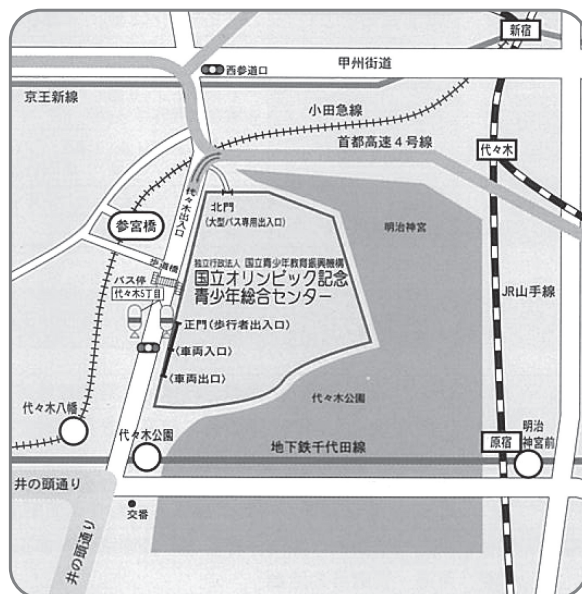 新宿
西参道口
甲州街道
京王新線
小田急線
首都高速4号線
代々木
代々木出入口
北門
(大型バス専用出入口)
明治神宮
参宮橋
歩道橋
バス停
代々木5丁目
独立行政法人 国立青少年教育振興機構
国立オリンピック記念
青少年総合センター
JR山手線
正門(歩行者出入口)
(車両入口)
(車両出口)
代々木公園
代々木八幡
代々木公園
地下鉄千代田線
原宿
明治
神宮前
井の頭通り
交番
井の頭通り